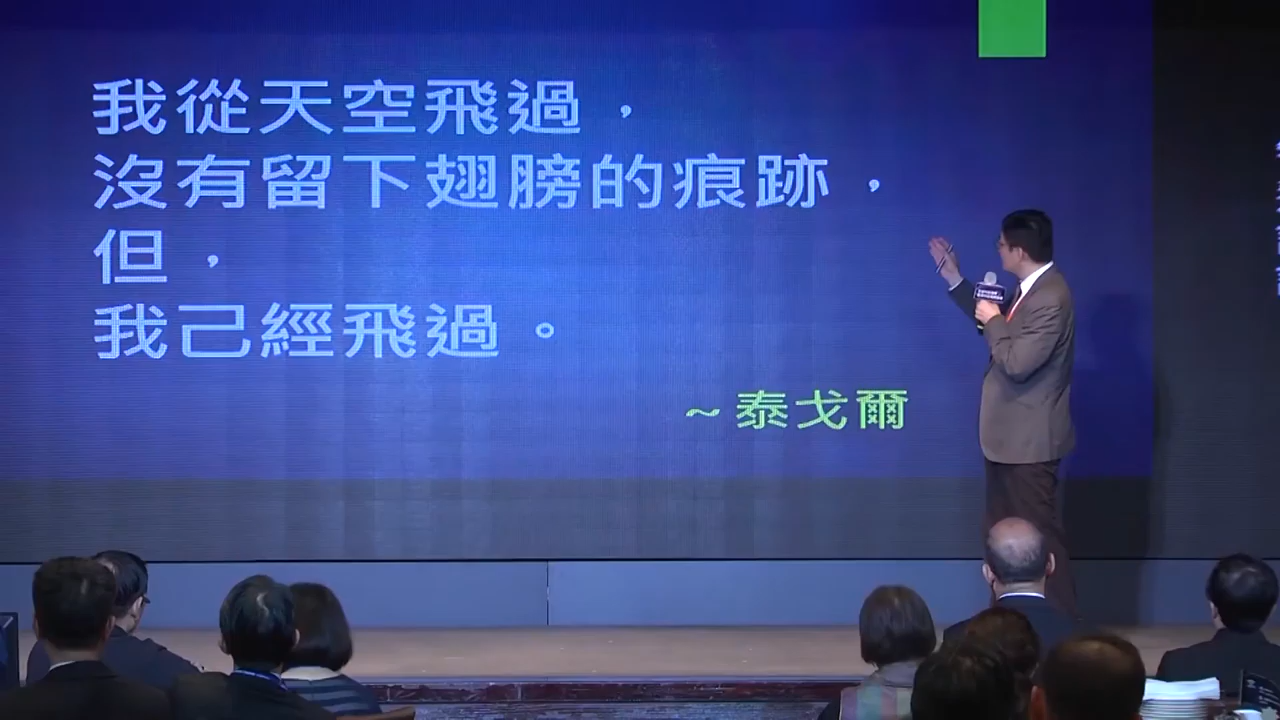 我從天空飛過，
沒有留下翅膀的痕跡，
但，
我已經飛過。
~泰戈爾